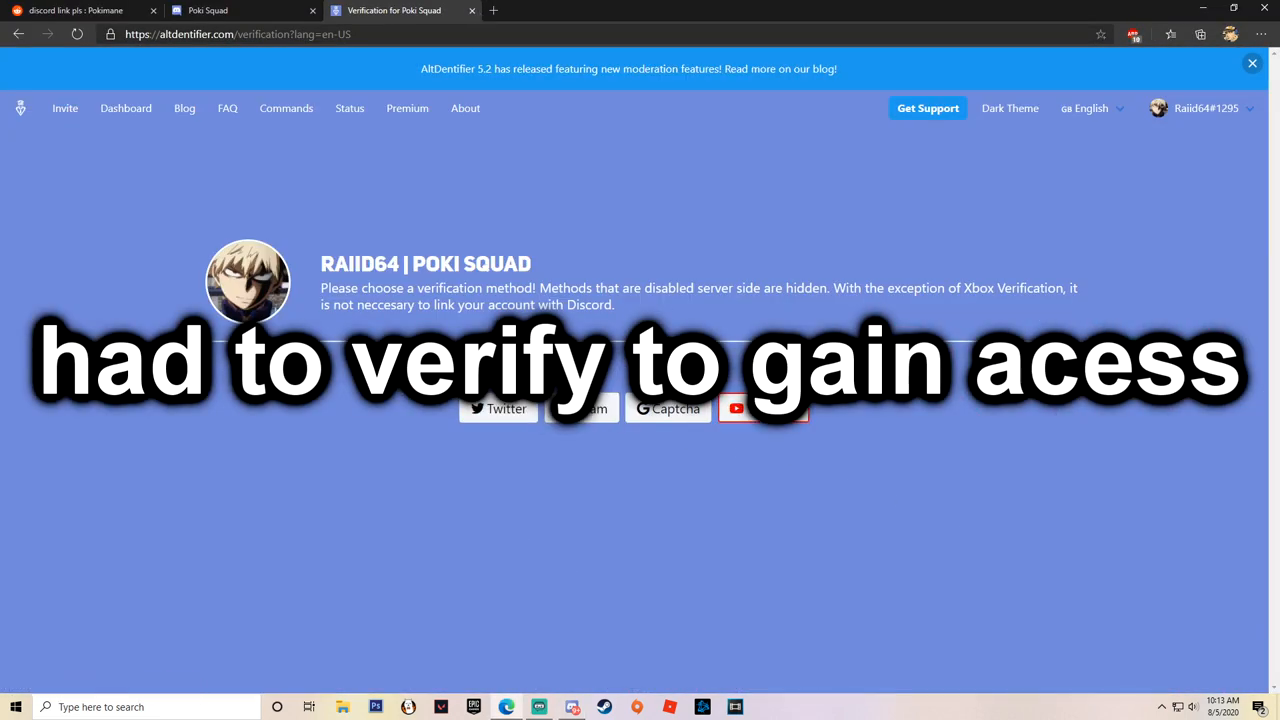 discord link pls : Pokimane
Poki Squad
Verification for Poki Squad
https://altdentifier.com/verification?lang=en-US
10
AltDentifier 5.2 has released featuring new moderation features! Read more on our blog!
Invite Dashboard Blog FAQ Commands Status Premium About Get Support Dark Theme GB English Raiid64#1295
RAIID64 | POKI SQUAD
Please choose a verification method! Methods that are disabled server side are hidden. With the exception of Xbox Verification, it
is not neccesary to link your account with Discord.
had to verify to gain acess
Twitter Captcha
Type here to search
10:13 AM
8/5/2020
2